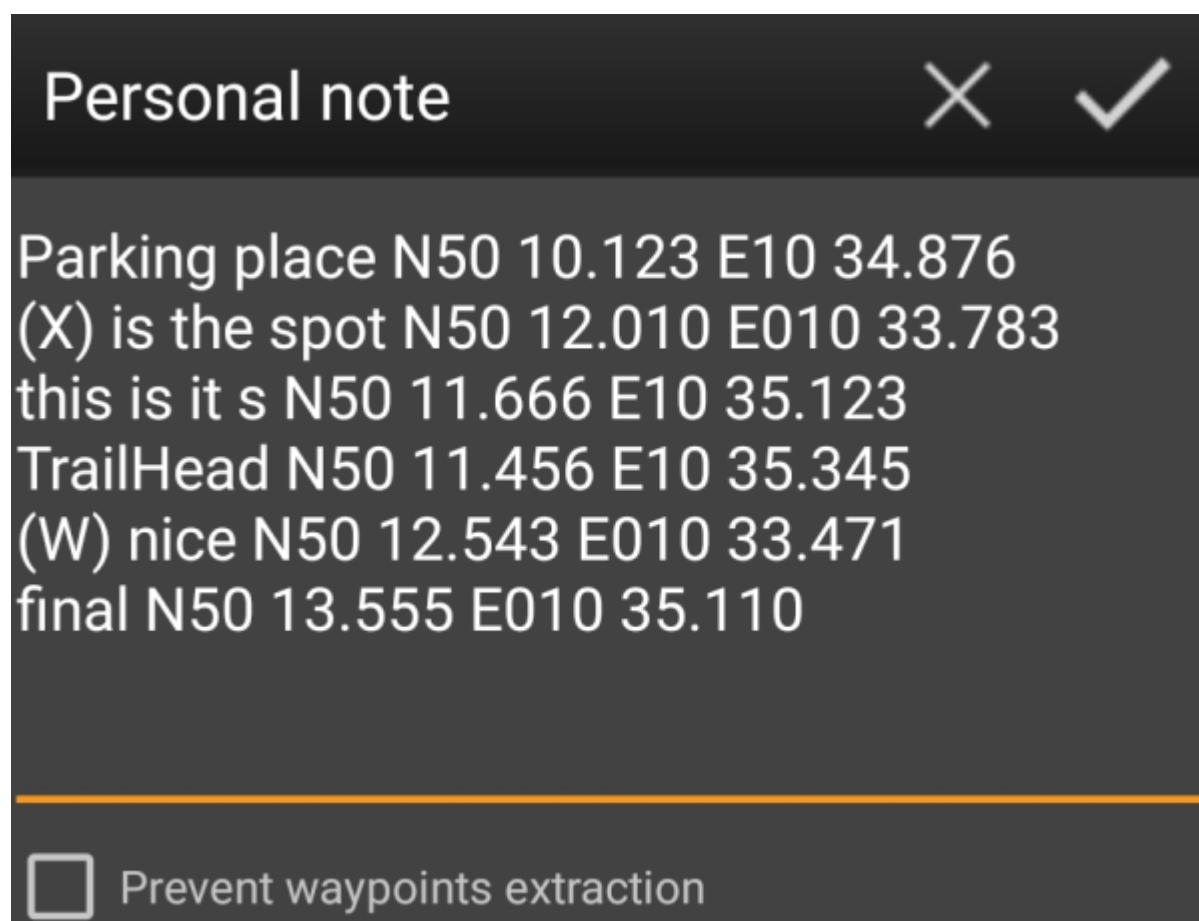 Personal note
Parking place N50 10.123 E10 34.876
(X) is the spot N50 12.010 E010 33.783
this is it s N50 11.666 E10 35.123
TrailHead N50 11.456 E10 35.345
(W) nice N50 12.543 E010 33.471
final N50 13.555 E010 35.110
Prevent waypoints extraction